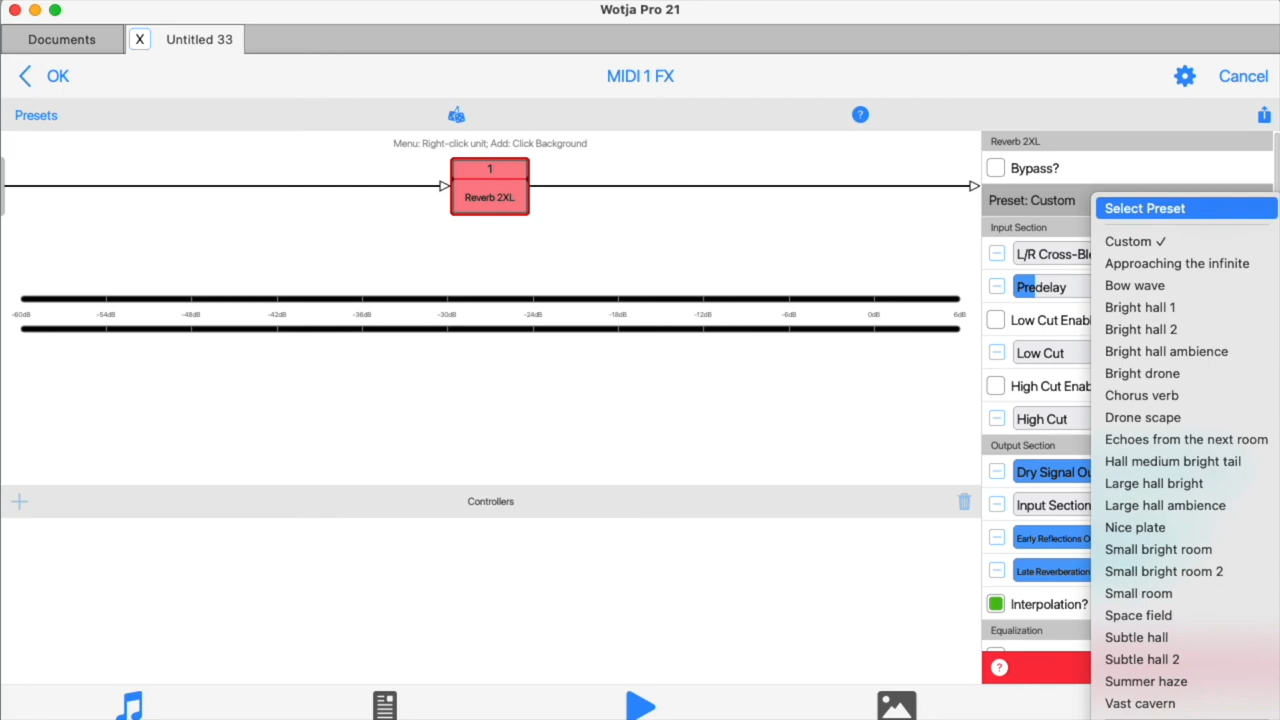 Wotja Pro 21
Documents
X
Untitled 33
OK
MIDI 1 FX
Cancel
Presets
?
Menu: Right-click unit; Add: Click Background
1
Reverb 2XL
-60dB -54dB -48dB -42dB -36dB -30dB -24dB -18dB -12dB -6dB 0dB 6dB
Controllers
Reverb 2XL
Bypass?
Preset: Custom
Input Section
L/R Cross-Ble
Predelay
Low Cut Enabl
Low Cut
High Cut Enab
High Cut
Output Section
Dry Signal Ou
Input Section
Early Reflections O
Late Reverberation
Interpolation?
Equalization
?
Select Preset
Custom ✓
Approaching the infinite
Bow wave
Bright hall 1
Bright hall 2
Bright hall ambience
Bright drone
Chorus verb
Drone scape
Echoes from the next room
Hall medium bright tail
Large hall bright
Large hall ambience
Nice plate
Small bright room
Small bright room 2
Small room
Space field
Subtle hall
Subtle hall 2
Summer haze
Vast cavern